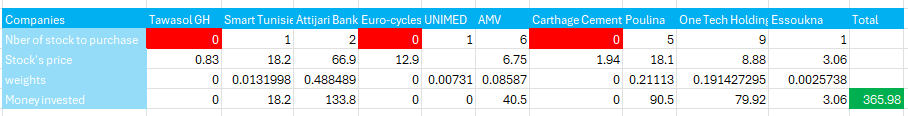 Companies Tawasol GH Smart Tunisie Attijari Bank Euro-cycles UNIMED AMV Carthage Cement Poulina One Tech Holding Essoukna Total
Nber of stock to purchase 0 1 2 0 1 6 0 5 9 1
Stock's price 0.83 18.2 66.9 12.9 6.75 1.94 18.1 8.88 3.06
weights 0 0.0131998 0.488489 0 0.00731 0.08587 0 0.21113 0.191427295 0.0025738
Money invested 0 18.2 133.8 0 0 40.5 0 90.5 79.92 3.06 365.98